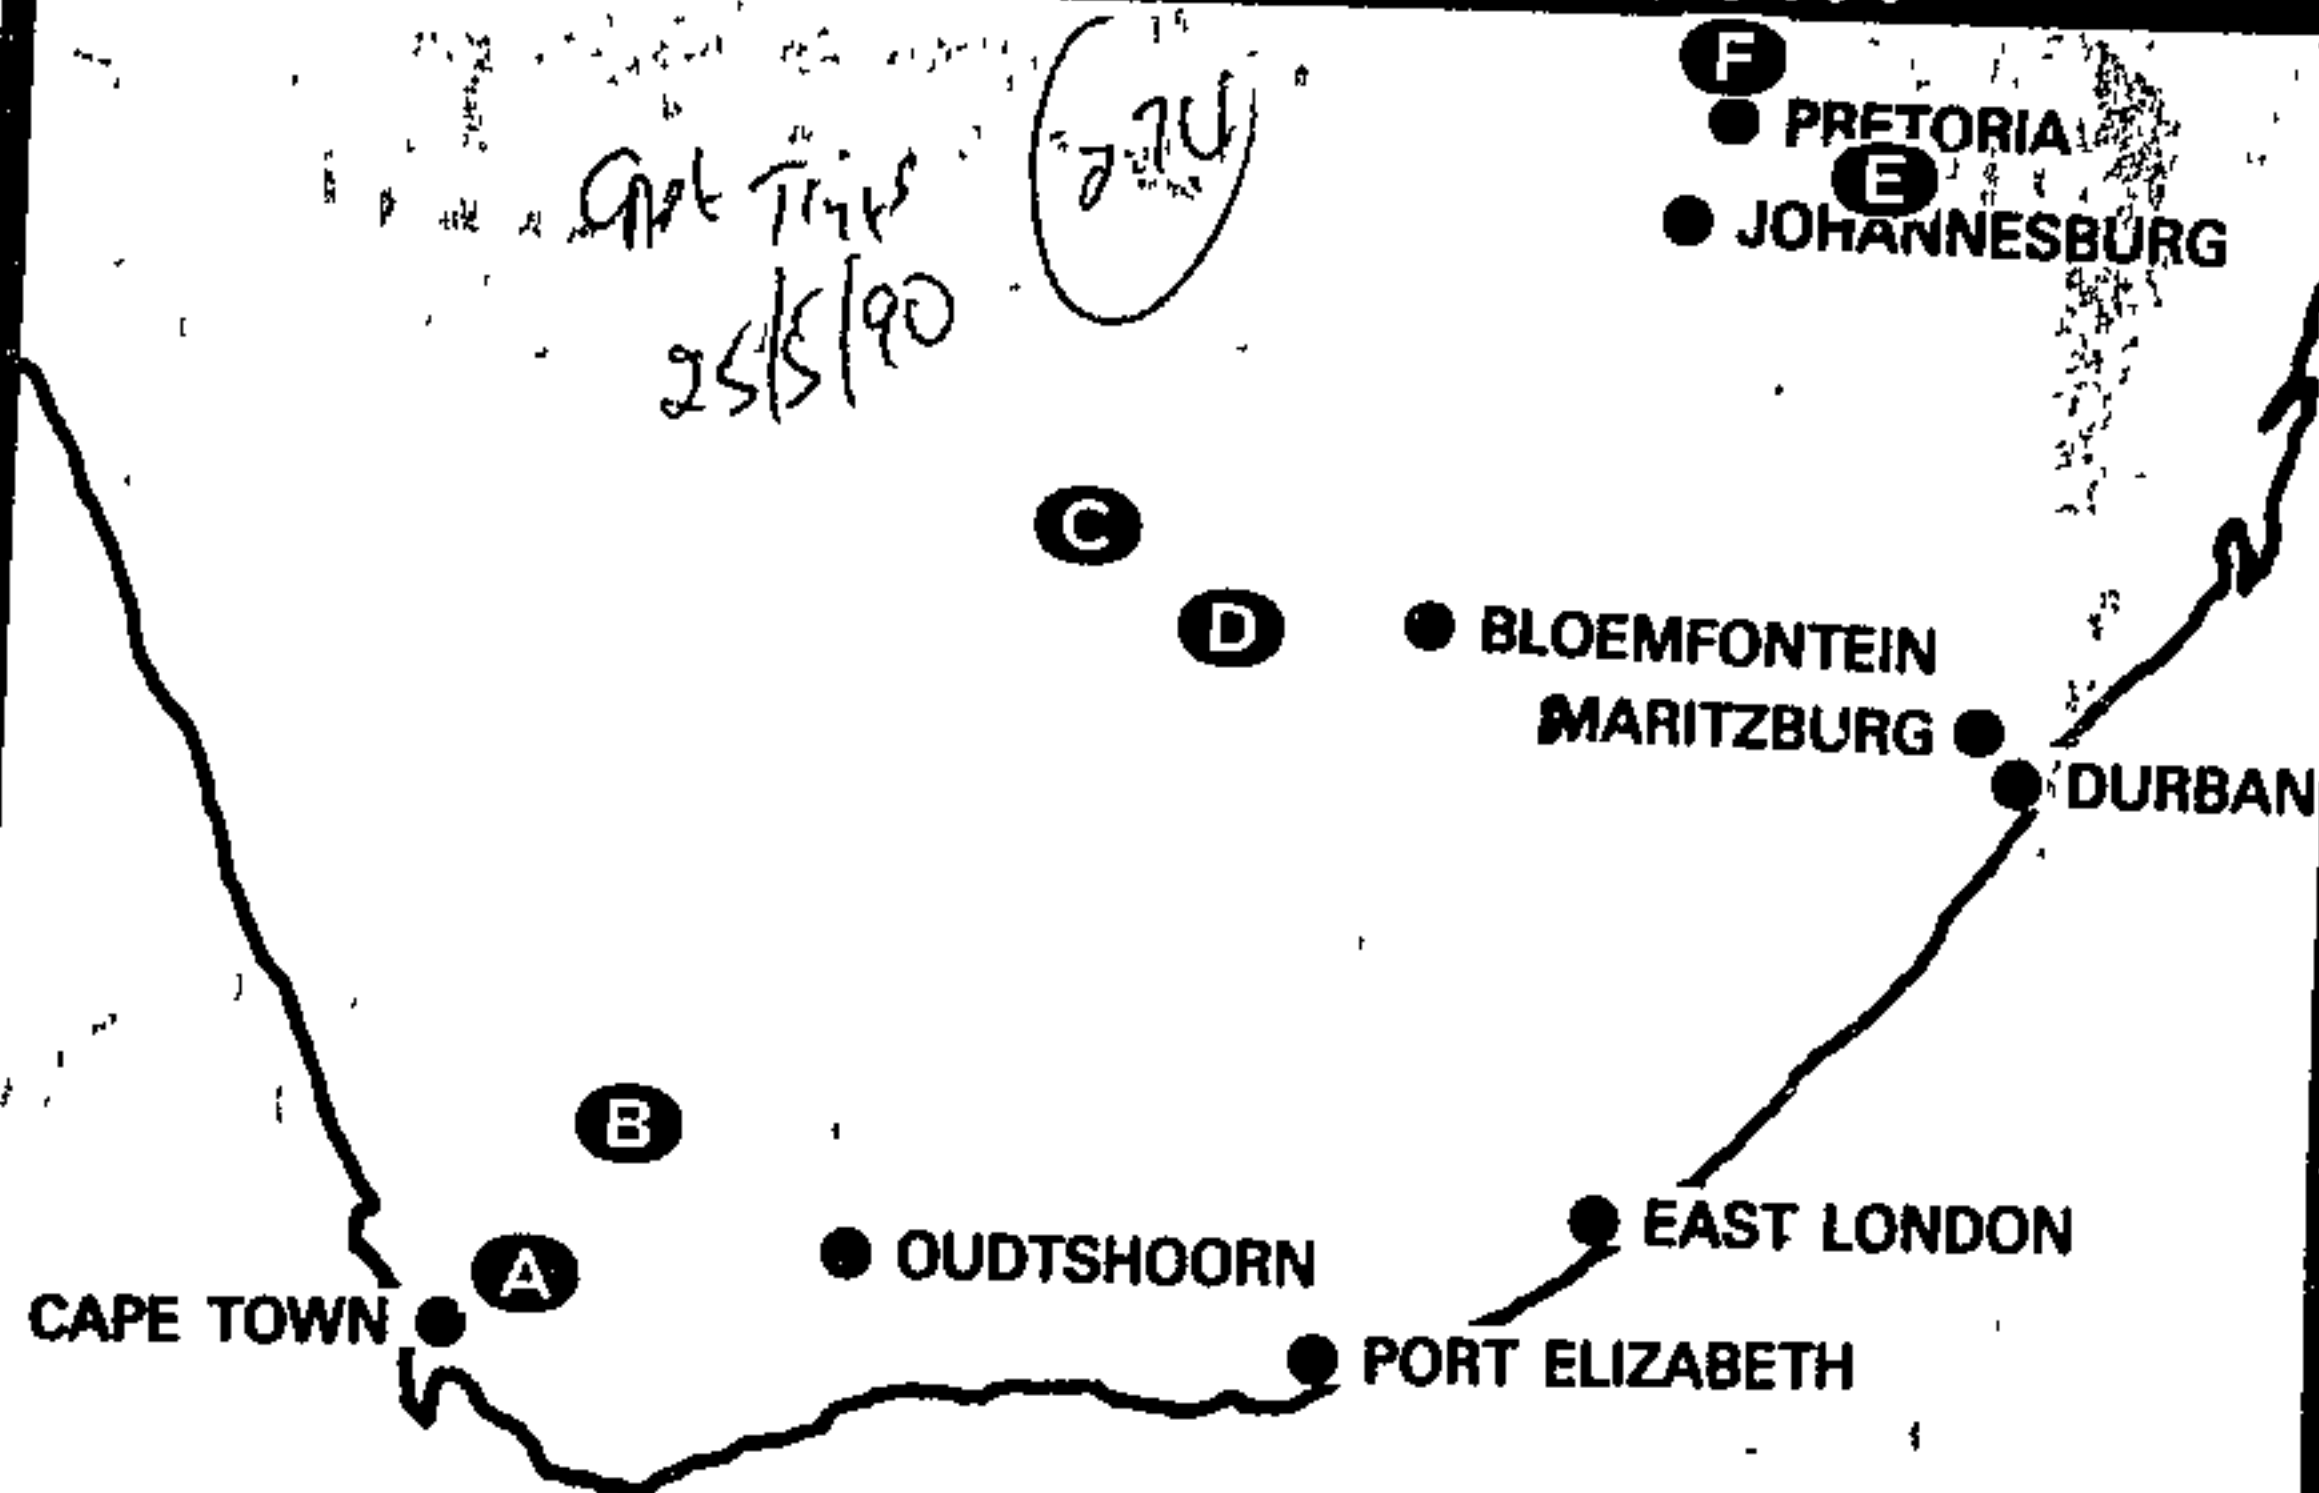 F
PRETORIA
E
JOHANNESBURG
25/5/90
C
D
BLOEMFONTEIN
MARITZBURG
DURBAN
B
EAST LONDON
OUDTSHOORN
A
CAPE TOWN
PORT ELIZABETH